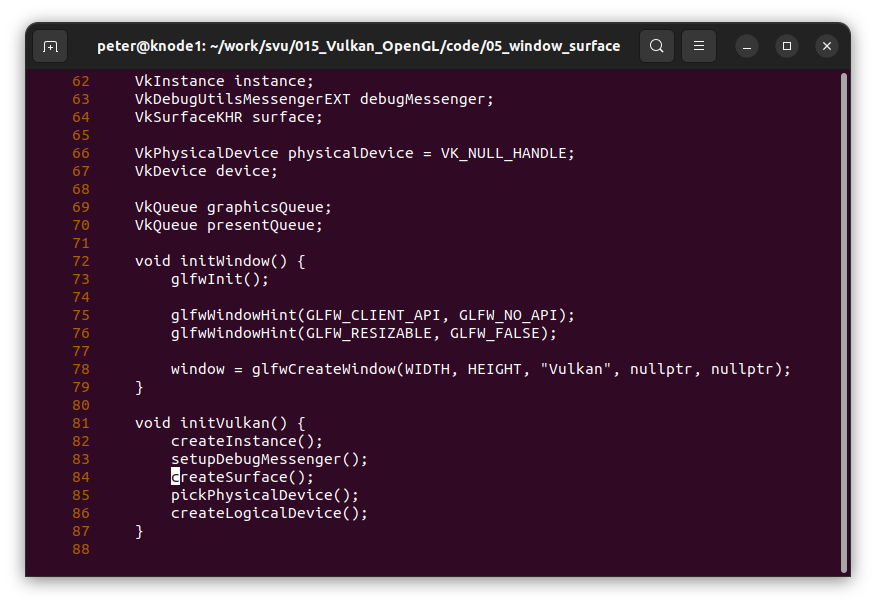 peter@knode1: ~/work/svu/015_Vulkan_OpenGL/code/05_window_surface
62     VkInstance instance;
63     VkDebugUtilsMessengerEXT debugMessenger;
64     VkSurfaceKHR surface;
65
66     VkPhysicalDevice physicalDevice = VK_NULL_HANDLE;
67     VkDevice device;
68
69     VkQueue graphicsQueue;
70     VkQueue presentQueue;
71
72     void initWindow() {
73         glfwInit();
74
75         glfwWindowHint(GLFW_CLIENT_API, GLFW_NO_API);
76         glfwWindowHint(GLFW_RESIZABLE, GLFW_FALSE);
77
78         window = glfwCreateWindow(WIDTH, HEIGHT, "Vulkan", nullptr, nullptr);
79     }
80
81     void initVulkan() {
82         createInstance();
83         setupDebugMessenger();
84         createSurface();
85         pickPhysicalDevice();
86         createLogicalDevice();
87     }
88